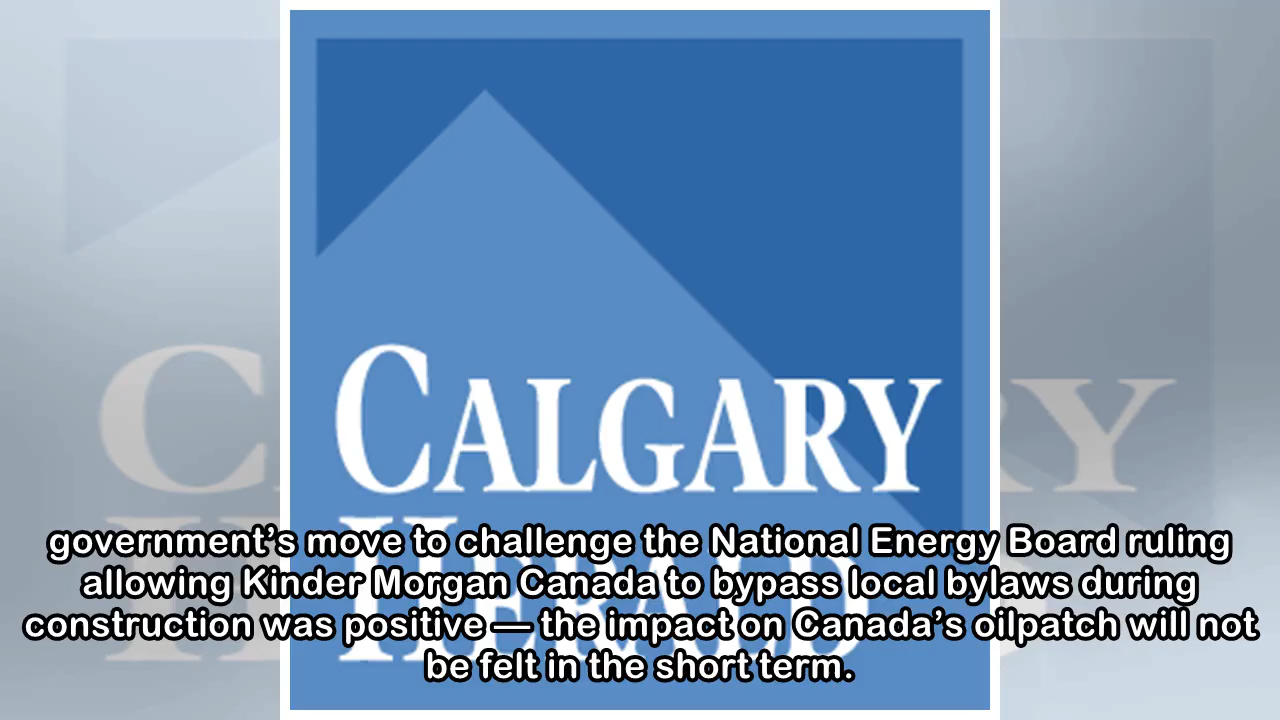 CALGARY
HERALD
government’s move to challenge the National Energy Board ruling
allowing Kinder Morgan Canada to bypass local bylaws during
construction was positive — the impact on Canada’s oilpatch will not
be felt in the short term.